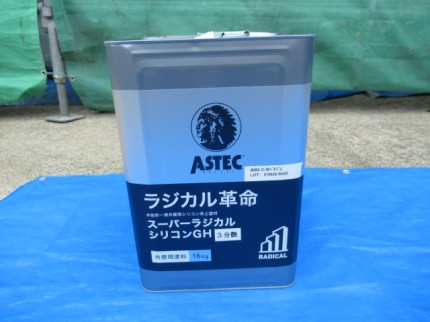 ASTEC
ラジカル革命
スーパーラジカル
シリコンGH 3分艶
外壁用塗料 16kg
RADICAL